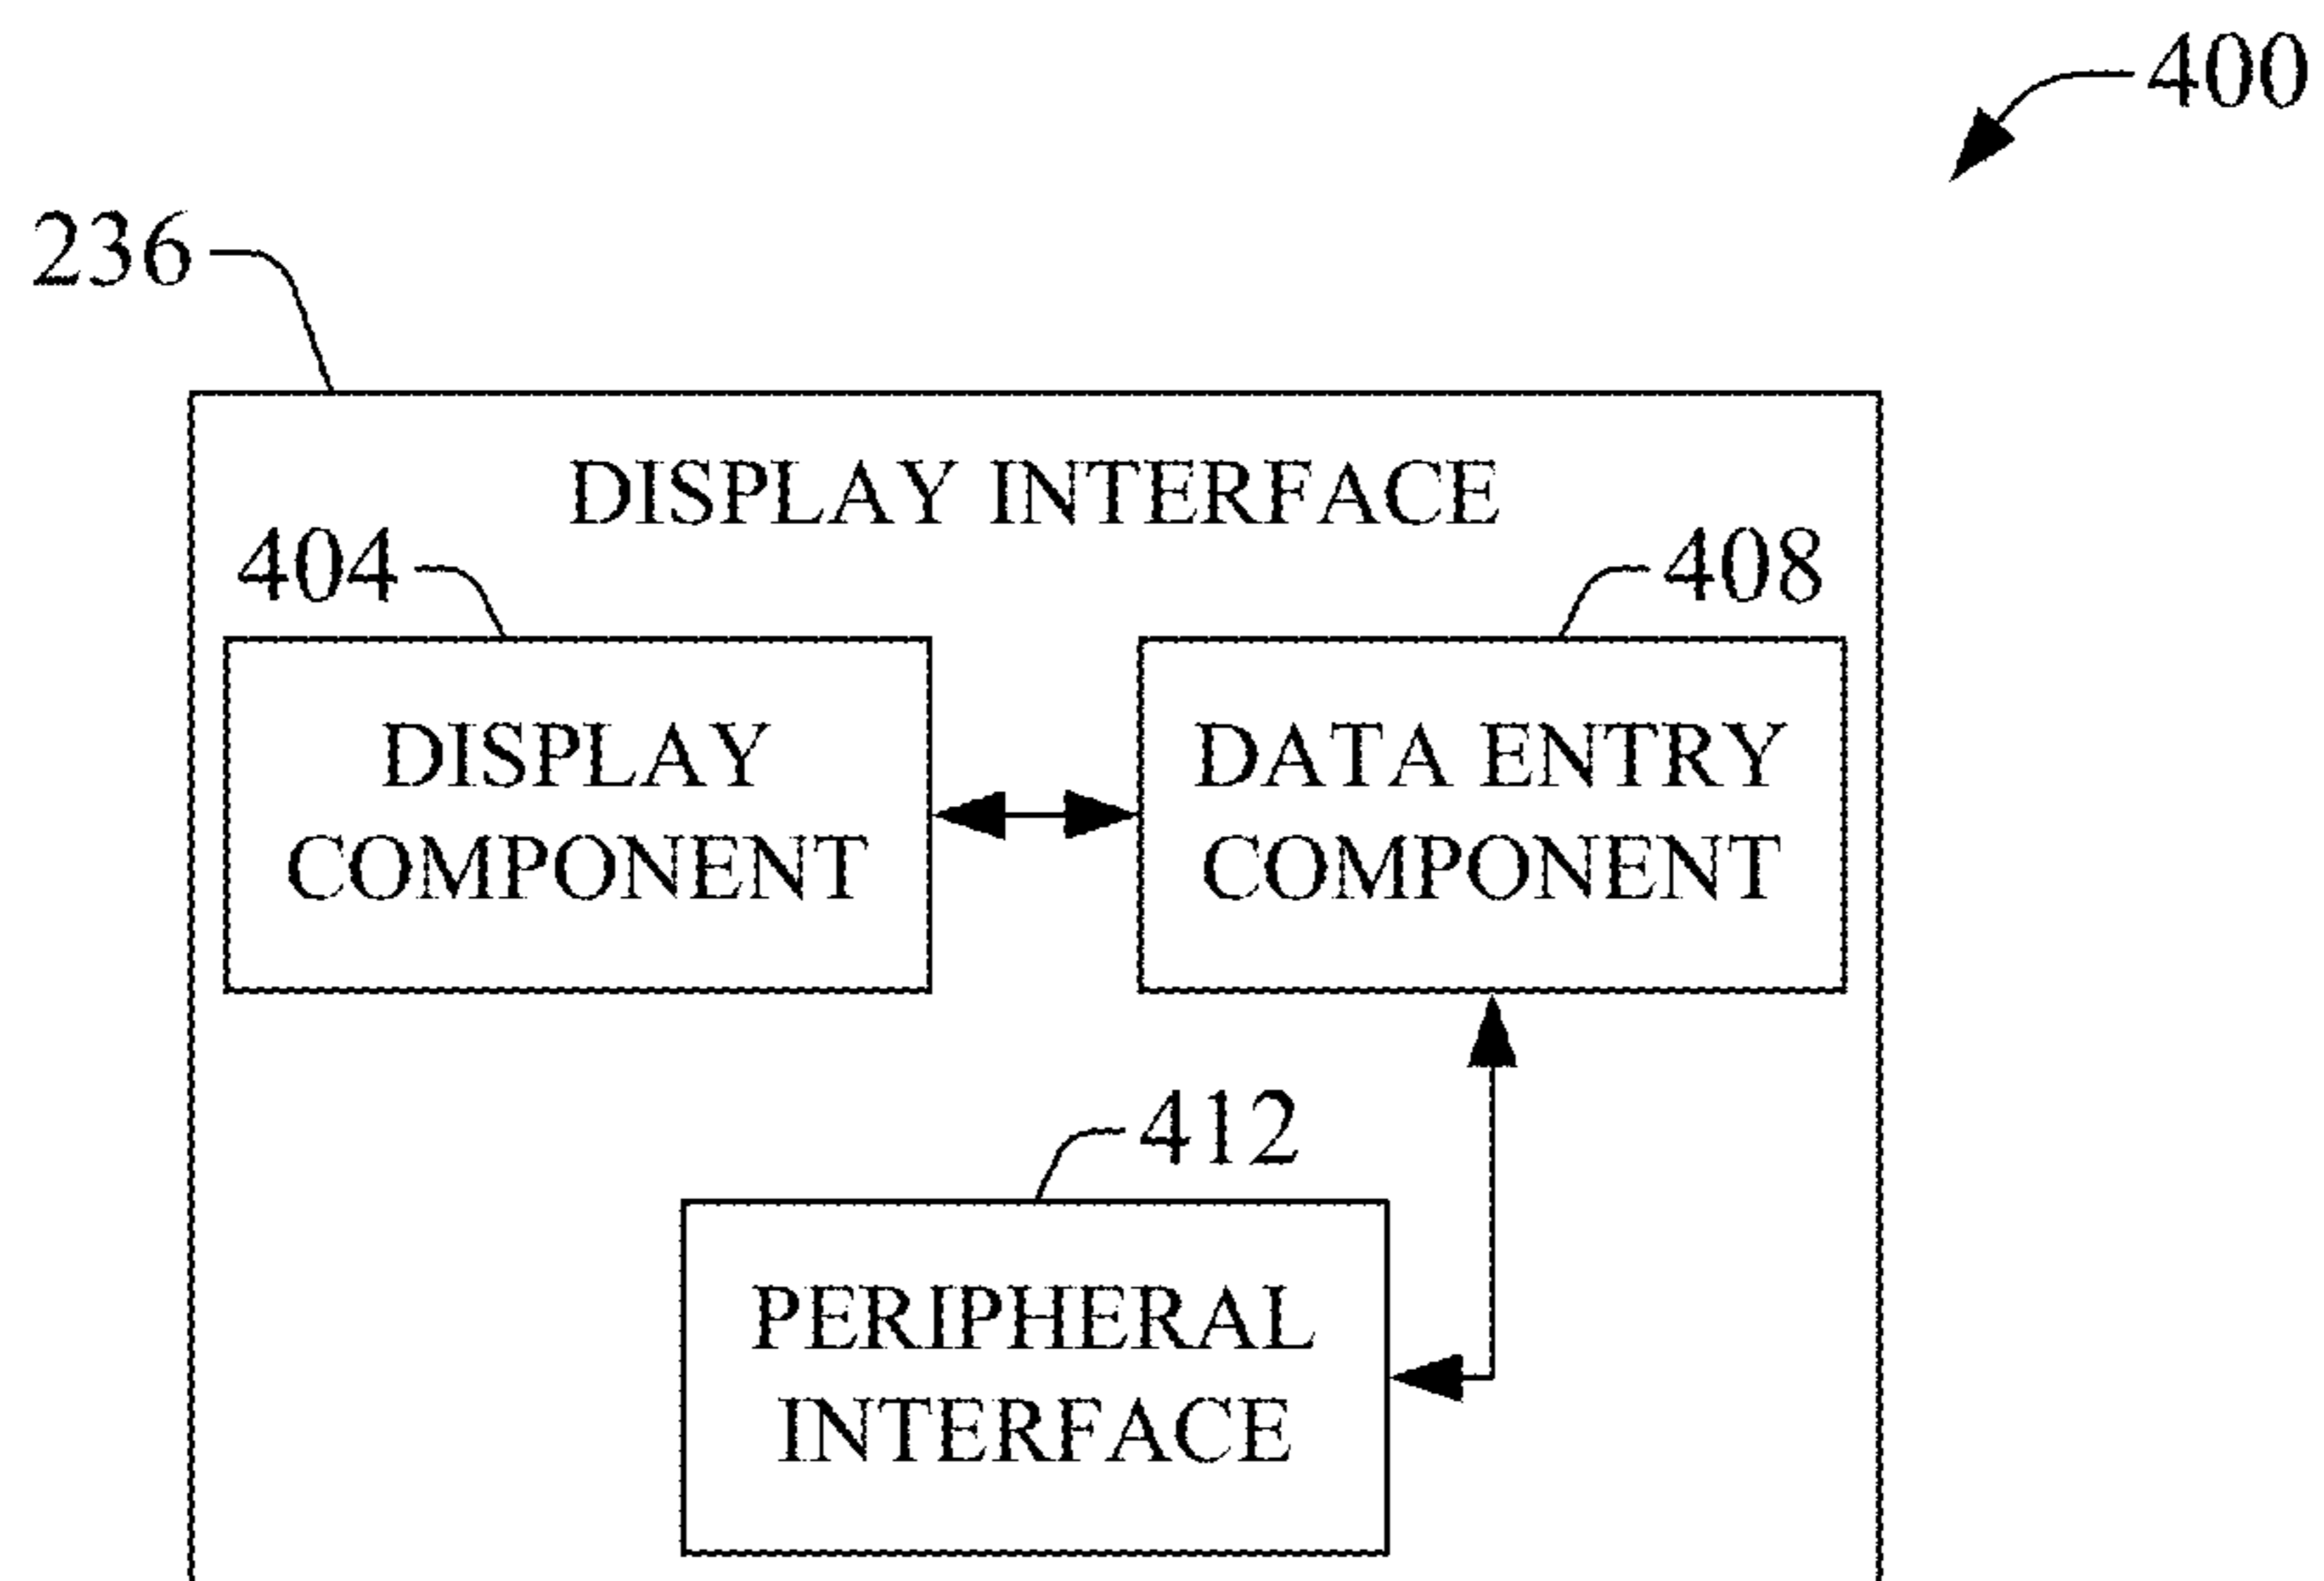 400
236
DISPLAY INTERFACE
404
408
DISPLAY
COMPONENT
DATA ENTRY
COMPONENT
412
PERIPHERAL
INTERFACE